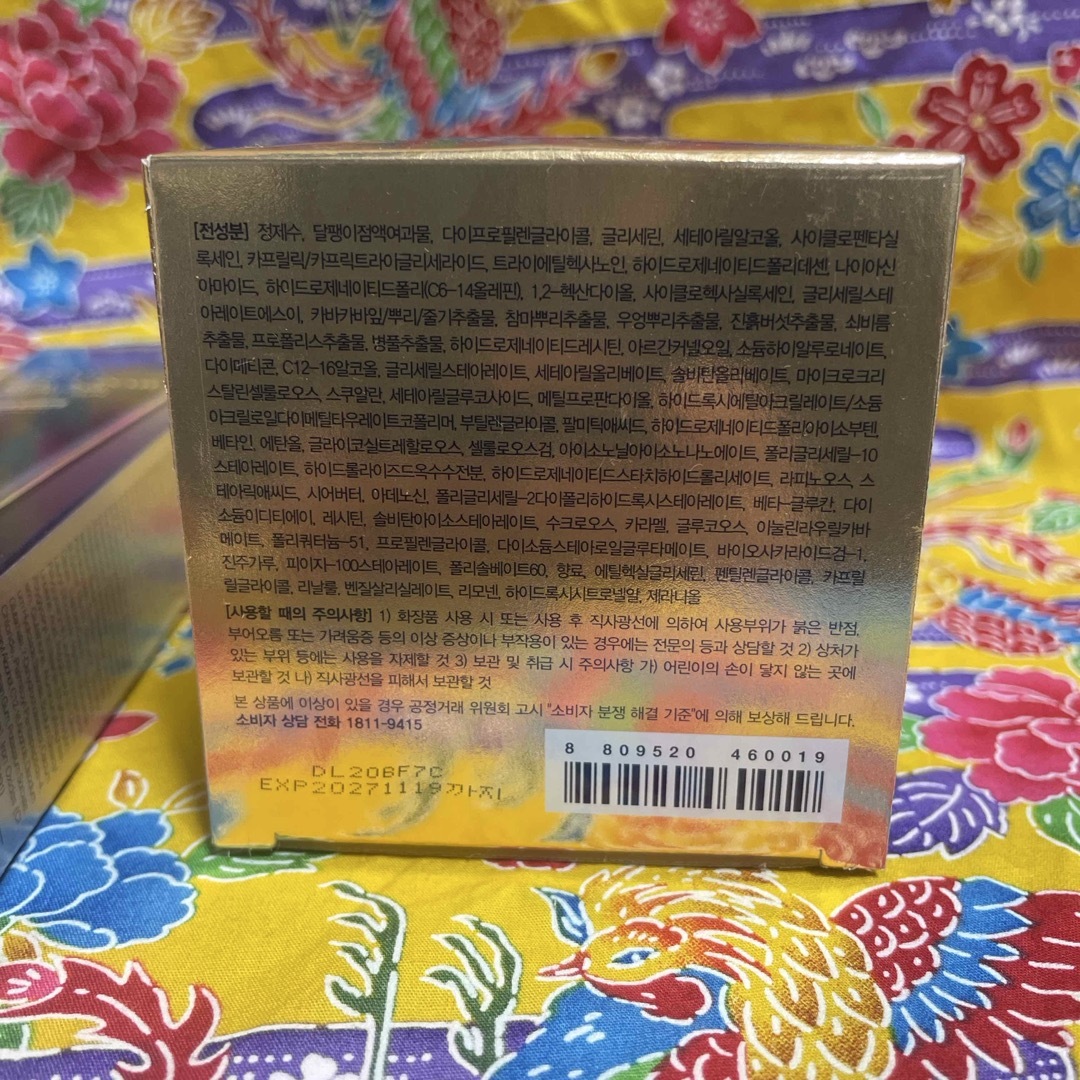 [전성분] 정제수, 달팽이점액여과물, 다이프로필렌글라이콜, 글리세린, 세테아릴알코올, 사이클로펜타실
록세인, 카프릴릭/카프릭트라이글리세라이드, 트라이에틸헥사노인, 하이드로제네이티드폴리데센, 나이아신
아마이드, 하이드로제네이티드폴리(C6-14올레핀), 1,2-헥산다이올, 사이클로헥사실록세인, 글리세릴스테
아레이트에스이, 카바카바잎/뿌리/줄기추출물, 참마뿌리추출물, 우엉뿌리추출물, 진흙버섯추출물, 쇠비름
추출물, 프로폴리스추출물, 병풀추출물, 하이드로제네이티드레시틴, 아르간커넬오일, 소듐하이알루로네이트,
다이메티콘, C12-16알코올, 글리세릴스테아레이트, 세테아릴올리베이트, 솔비탄올리베이트, 마이크로크리
스탈린셀룰로오스, 스쿠알란, 세테아릴글루코사이드, 메틸프로판다이올, 하이드록시에틸아크릴레이트/소듐
아크릴로일다이메틸타우레이트코폴리머, 부틸렌글라이콜, 팔미틱애씨드, 하이드로제네이티드폴리아이소부텐,
베타인, 에탄올, 글라이코실트레할로오스, 셀룰로오스검, 아이소노닐아이소노나노에이트, 폴리글리세릴-10
스테아레이트, 하이드롤라이즈드옥수수전분, 하이드로제네이티드스타치하이드롤리세이트, 라피노오스, 스
테아릭애씨드, 시어버터, 아데노신, 폴리글리세릴-2다이폴리하이드록시스테아레이트, 베타-글루칸, 다이
소듐이디티에이, 레시틴, 솔비탄아이소스테아레이트, 수크로오스, 카라멜, 글루코오스, 이눌린라우릴카바
메이트, 폴리쿼터늄-51, 프로필렌글라이콜, 다이소듐스테아로일글루타메이트, 바이오사카라이드검-1,
진주가루, 피이지-100스테아레이트, 폴리솔베이트60, 향료, 에틸헥실글리세린, 펜틸렌글라이콜, 카프릴
릴글라이콜, 리날룰, 벤질살리실레이트, 리모넨, 하이드록시시트로넬알, 제라니올
[사용할 때의 주의사항] 1) 화장품 사용 시 또는 사용 후 직사광선에 의하여 사용부위가 붉은 반점,
부어오름 또는 가려움증 등의 이상 증상이나 부작용이 있는 경우에는 전문의 등과 상담할 것 2) 상처가
있는 부위 등에는 사용을 자제할 것 3) 보관 및 취급 시 주의사항 가) 어린이의 손이 닿지 않는 곳에
보관할 것 나) 직사광선을 피해서 보관할 것
본 상품에 이상이 있을 경우 공정거래 위원회 고시 "소비자 분쟁 해결 기준"에 의해 보상해 드립니다.
소비자 상담 전화 1811-9415
8 809520 460019
DL20BF7C
EXP20271119까지